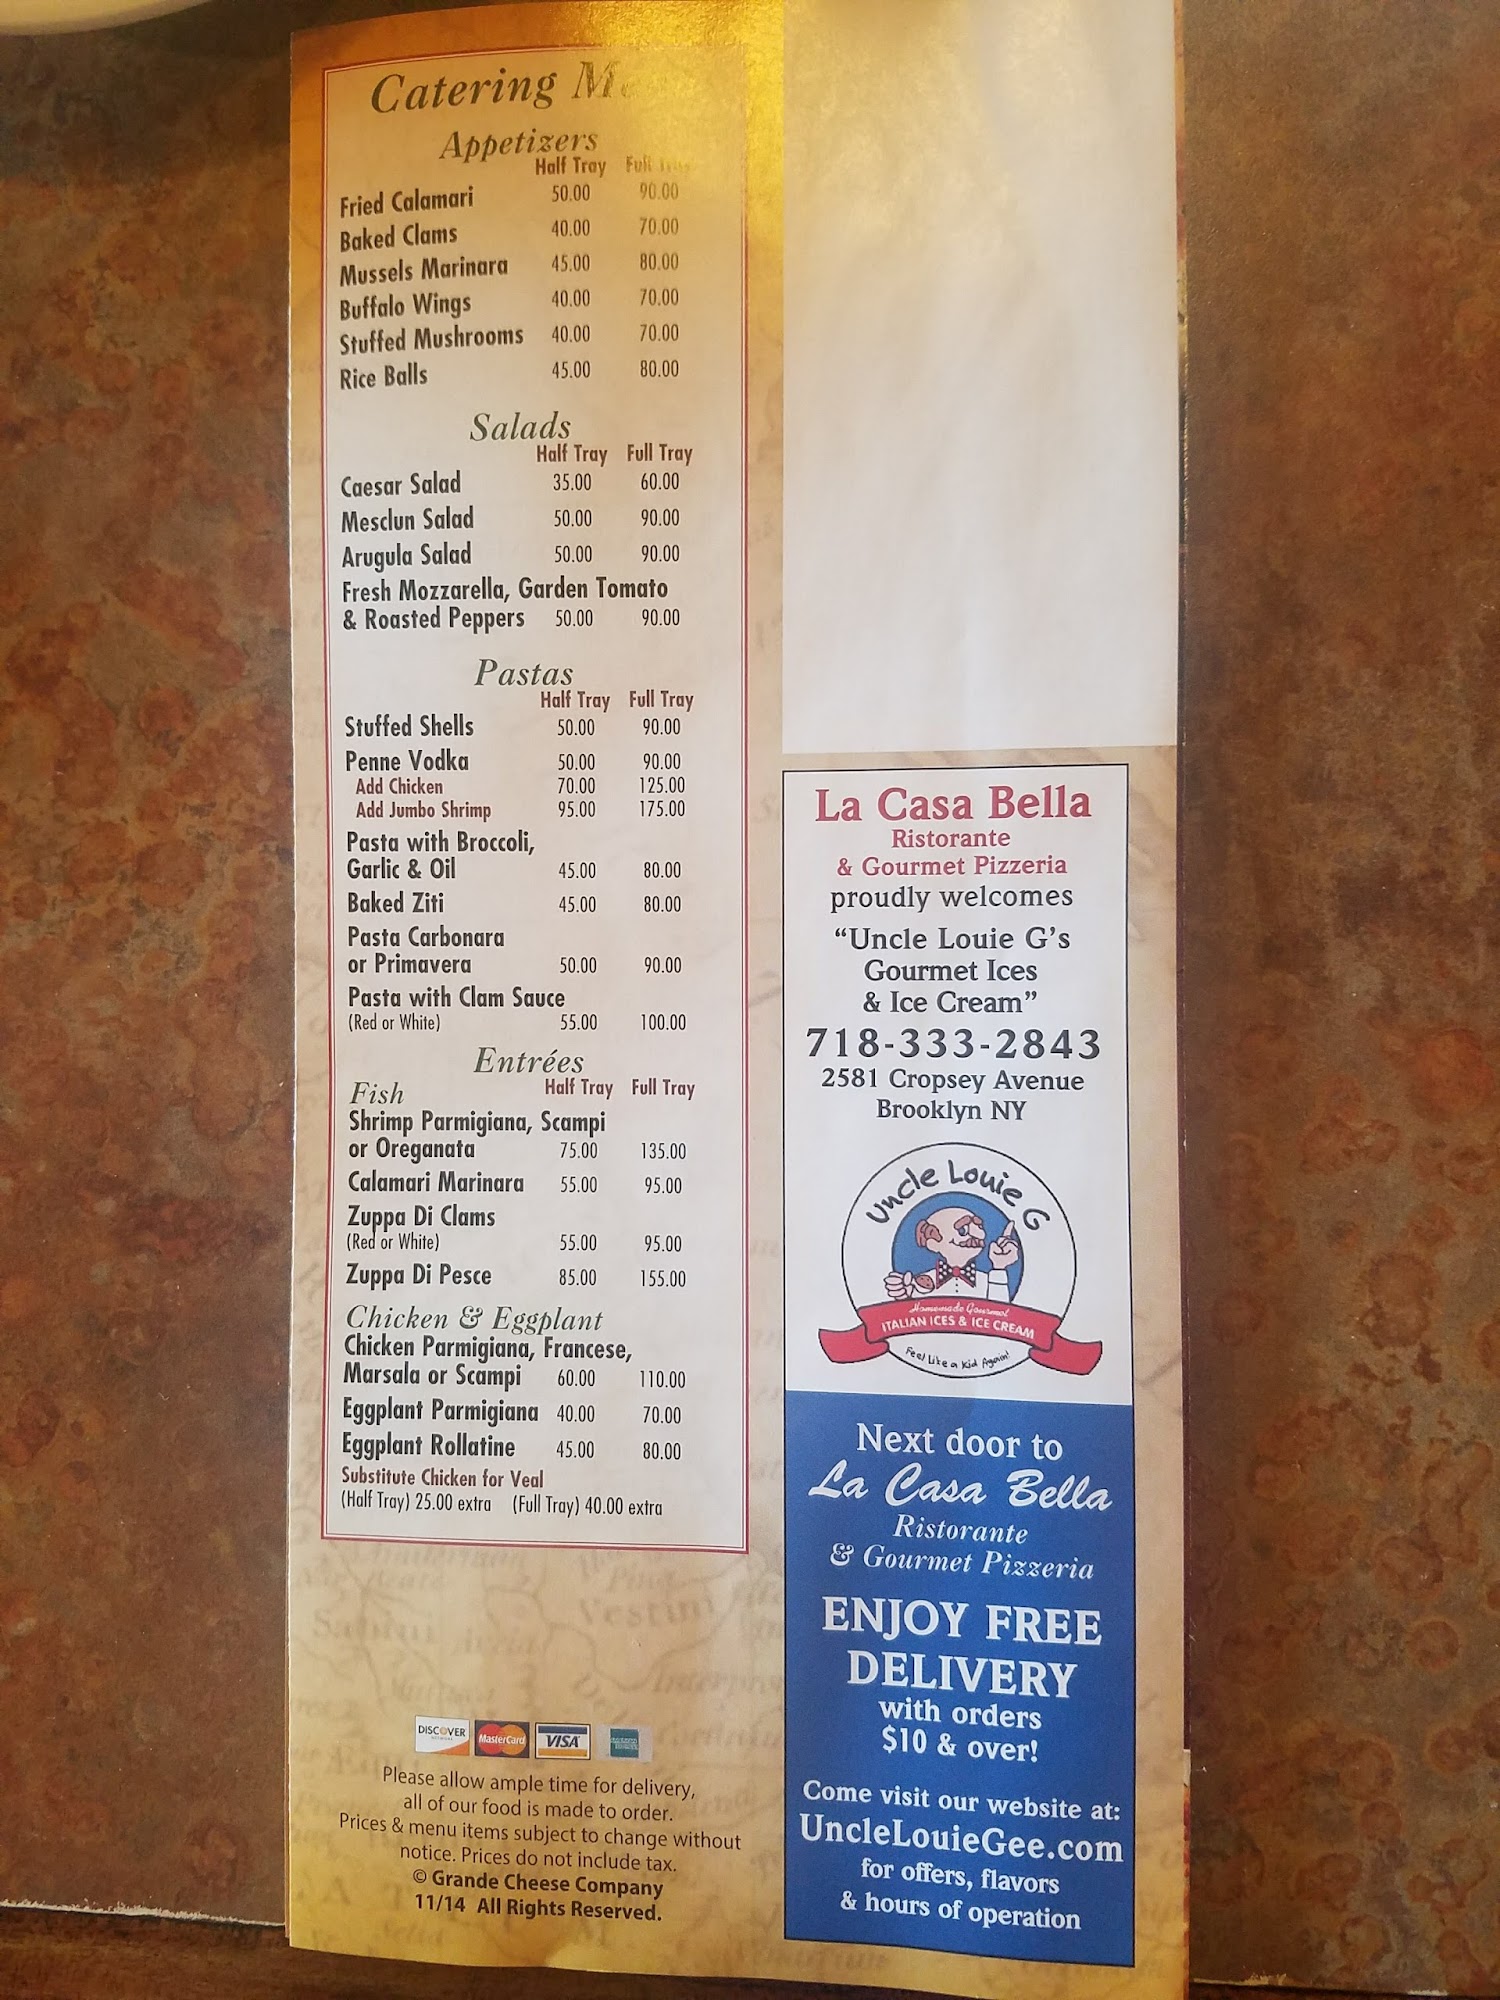 Catering
Appetizers
Half Tray Full
Fried Calamari 50.00 90.00
Baked Clams 40.00 70.00
Mussels Marinara 45.00 80.00
Buffalo Wings 40.00 70.00
Stuffed Mushrooms 40.00 70.00
Rice Balls 45.00 80.00
Salads
Half Tray Full Tray
Caesar Salad 35.00 60.00
Mesclun Salad 50.00 90.00
Arugula Salad 50.00 90.00
Fresh Mozzarella, Garden Tomato
& Roasted Peppers 50.00 90.00
Pastas
Half Tray Full Tray
Stuffed Shells 50.00 90.00
Penne Vodka 50.00 90.00
Add Chicken 70.00 125.00
Add Jumbo Shrimp 95.00 175.00
Pasta with Broccoli,
Garlic & Oil 45.00 80.00
Baked Ziti 45.00 80.00
Pasta Carbonara
or Primavera 50.00 90.00
Pasta with Clam Sauce
(Red or White) 55.00 100.00
Entrées
Half Tray Full Tray
Fish
Shrimp Parmigiana, Scampi
or Oreganata 75.00 135.00
Calamari Marinara 55.00 95.00
Zuppa Di Clams
(Red or White) 55.00 95.00
Zuppa Di Pesce 85.00 155.00
Chicken & Eggplant
Chicken Parmigiana, Francese,
Marsala or Scampi 60.00 110.00
Eggplant Parmigiana 40.00 70.00
Eggplant Rollatine 45.00 80.00
Substitute Chicken for Veal
(Half Tray) 25.00 extra (Full Tray) 40.00 extra
DISCOVER NETWORK MasterCard VISA
Please allow ample time for delivery,
all of our food is made to order.
Prices & menu items subject to change without
notice. Prices do not include tax.
© Grande Cheese Company
11/14 All Rights Reserved.
La Casa Bella
Ristorante
& Gourmet Pizzeria
proudly welcomes
“Uncle Louie G’s
Gourmet Ices
& Ice Cream”
718-333-2843
2581 Cropsey Avenue
Brooklyn NY
Uncle Louie G
Homemade Gourmet
ITALIAN ICES & ICE CREAM
Feel Like a Kid Again!
Next door to
La Casa Bella
Ristorante
& Gourmet Pizzeria
ENJOY FREE
DELIVERY
with orders
$10 & over!
Come visit our website at:
UncleLouieGee.com
for offers, flavors
& hours of operation